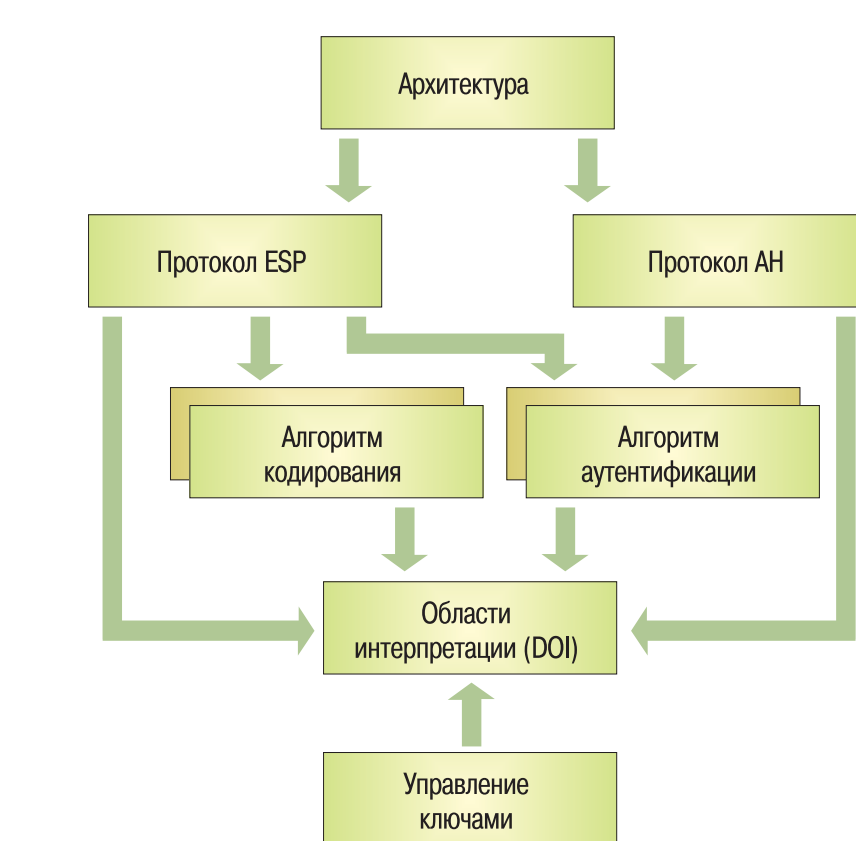 Архитектура
Протокол ESP
Протокол AH
Алгоритм
кодирования
Алгоритм
аутентификации
Области
интерпретации (DOI)
Управление
ключами